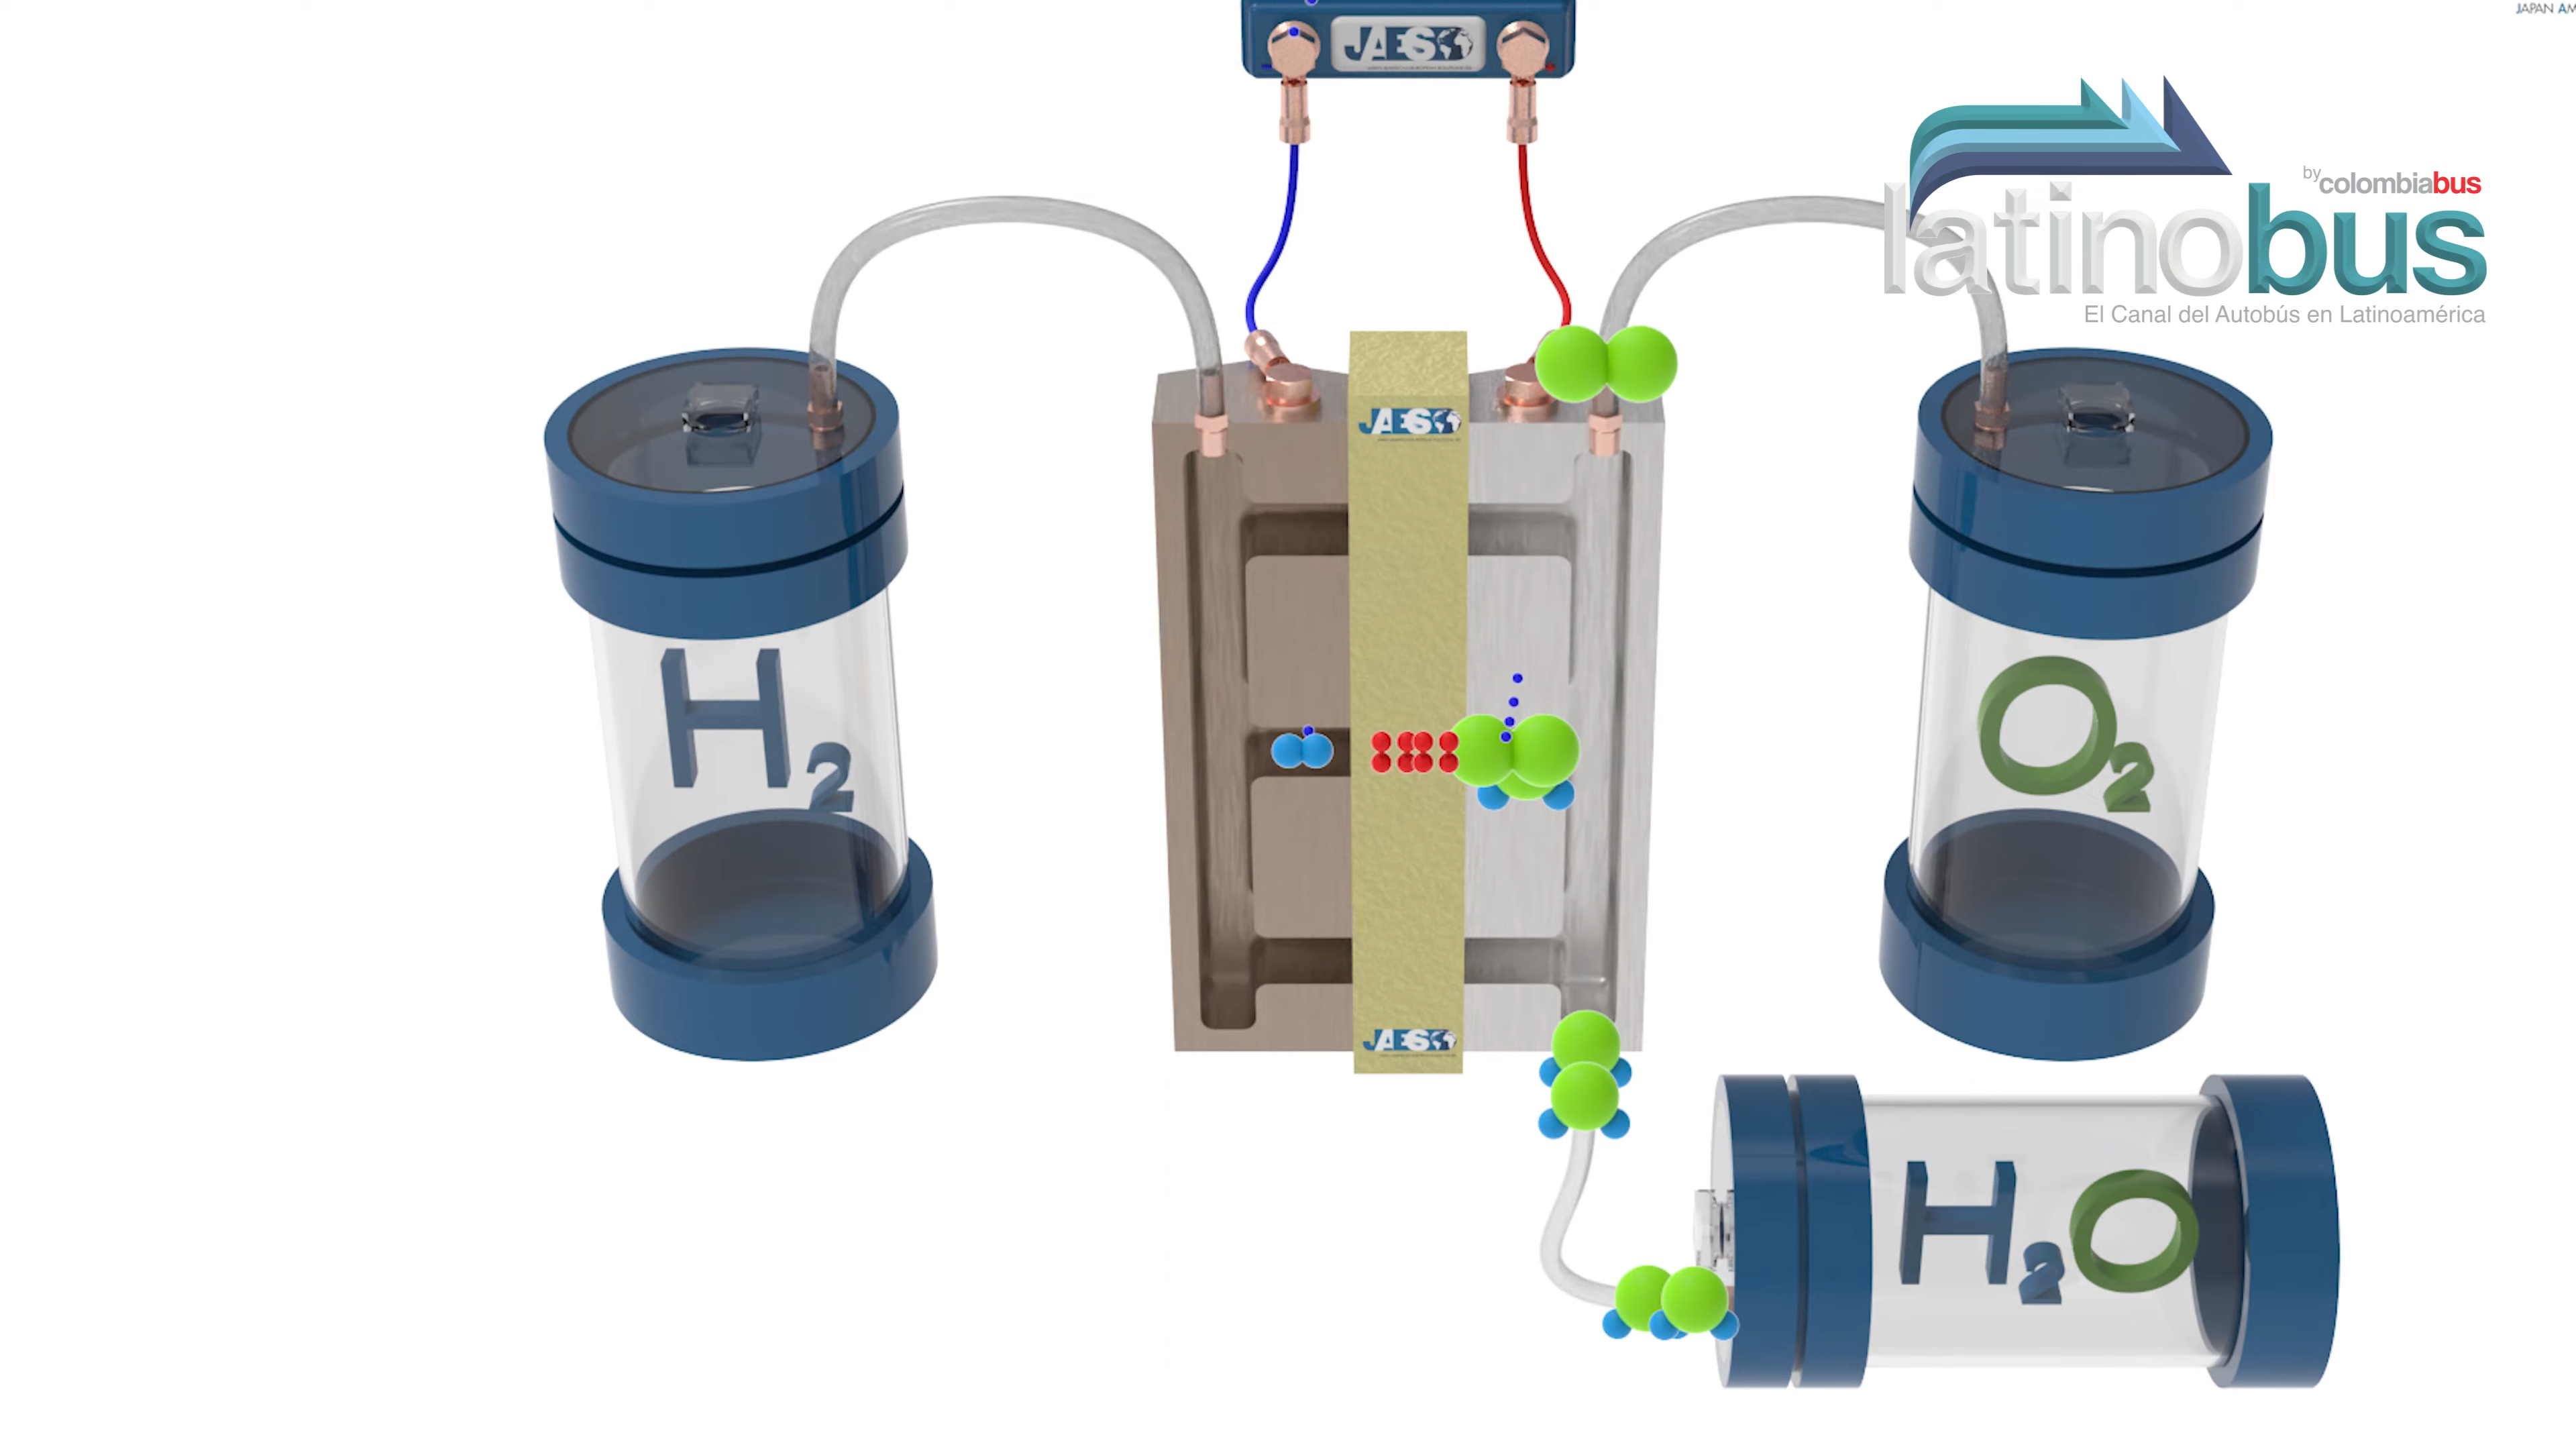 JAPAN AM
JAES
by colombiabus
latinobus
El Canal del Autobús en Latinoamérica
JAES
H2
O2
JAES
H2O